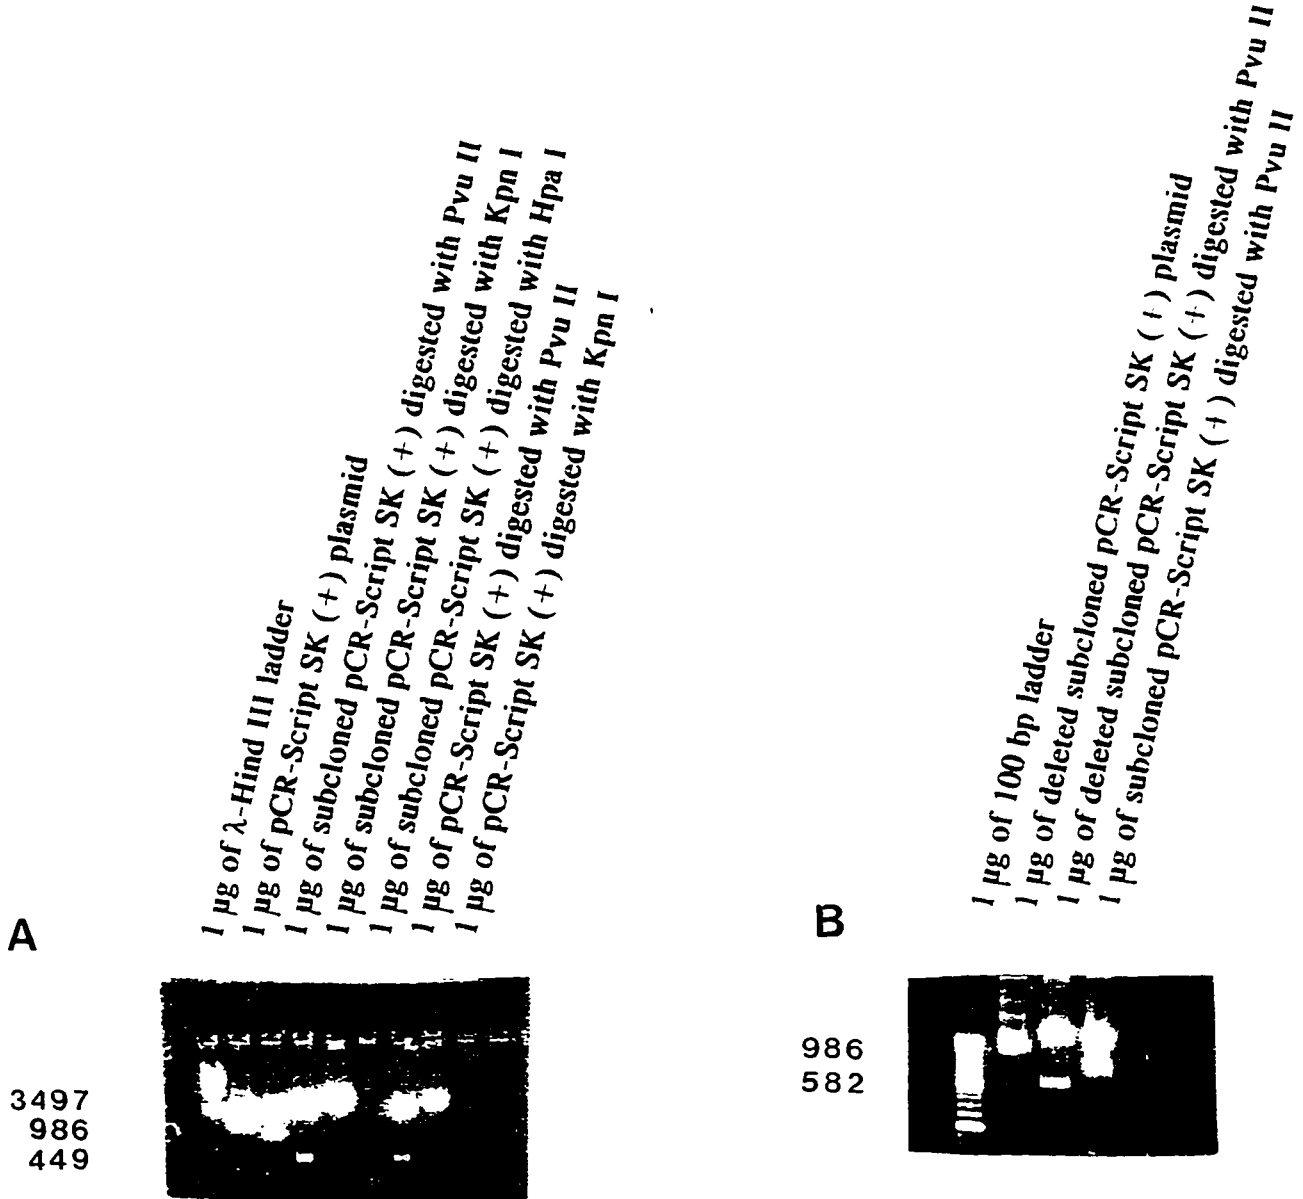 1 µg of λ-Hind III ladder
1 µg of pCR-Script SK (+) plasmid
1 µg of subcloned pCR-Script SK (+) digested with Pvu II
1 µg of subcloned pCR-Script SK (+) digested with Kpn I
1 µg of subcloned pCR-Script SK (+) digested with Hpa I
1 µg of pCR-Script SK (+) digested with Pvu II
1 µg of pCR-Script SK (+) digested with Kpn I
A
3497
986
449
1 µg of 100 bp ladder
1 µg of deleted subcloned pCR-Script SK (+) plasmid
1 µg of deleted subcloned pCR-Script SK (+) digested with Pvu II
1 µg of subcloned pCR-Script SK (+) digested with Pvu II
B
986
582